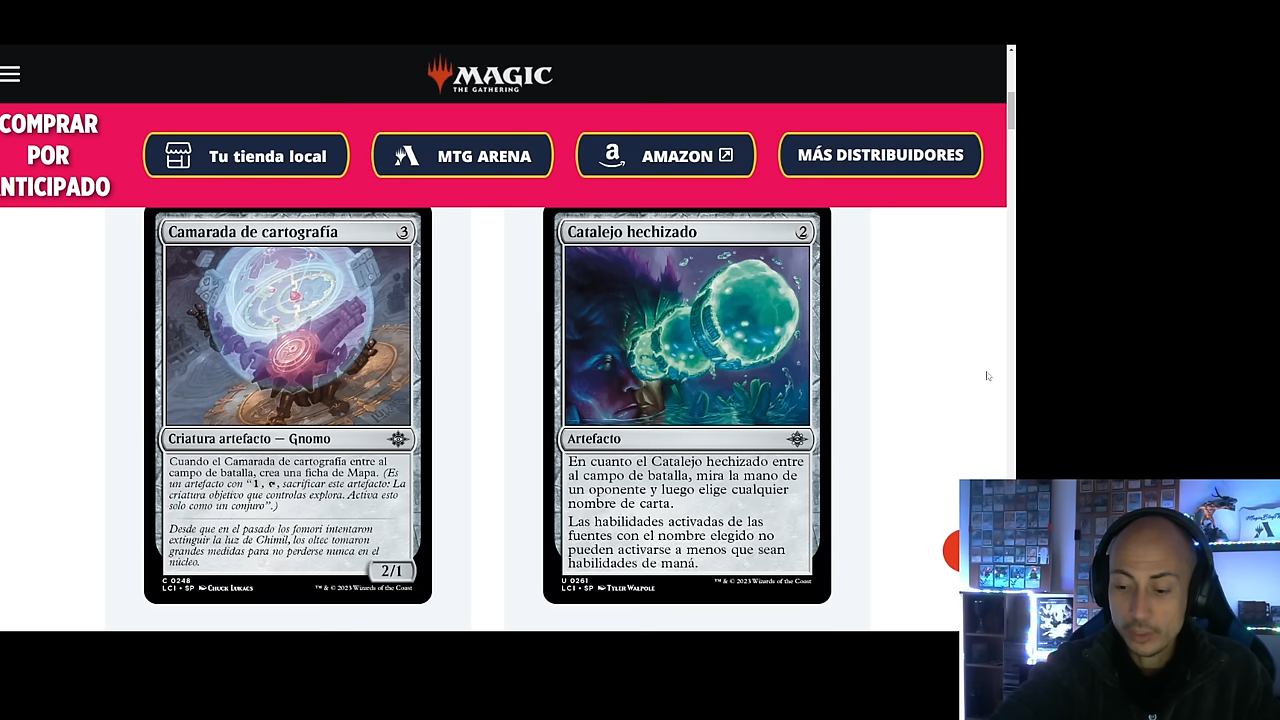 MAGIC
THE GATHERING
COMPRAR
POR
NTICIPADO
Tu tienda local
MTG ARENA
AMAZON
MÁS DISTRIBUIDORES
Camarada de cartografía 3
Criatura artefacto — Gnomo
Cuando el Camarada de cartografía entre al
campo de batalla, crea una ficha de Mapa. (Es
un artefacto con “1, T, sacrificar este artefacto: La
criatura objetivo que controlas explora. Activa esto
solo como un conjuro”.)
Desde que en el pasado los fomori intentaron
extinguir la luz de Chimil, los oltec tomaron
grandes medidas para no perderse nunca en el
núcleo.
2/1
C 0248
LCI • SP CHUCK LUKACS
™ & © 2023 Wizards of the Coast
Catalejo hechizado 2
Artefacto
En cuanto el Catalejo hechizado entre
al campo de batalla, mira la mano de
un oponente y luego elige cualquier
nombre de carta.
Las habilidades activadas de las
fuentes con el nombre elegido no
pueden activarse a menos que sean
habilidades de maná.
U 0261
LCI • SP TYLER WALPOLE
™ & © 2023 Wizards of the Coast